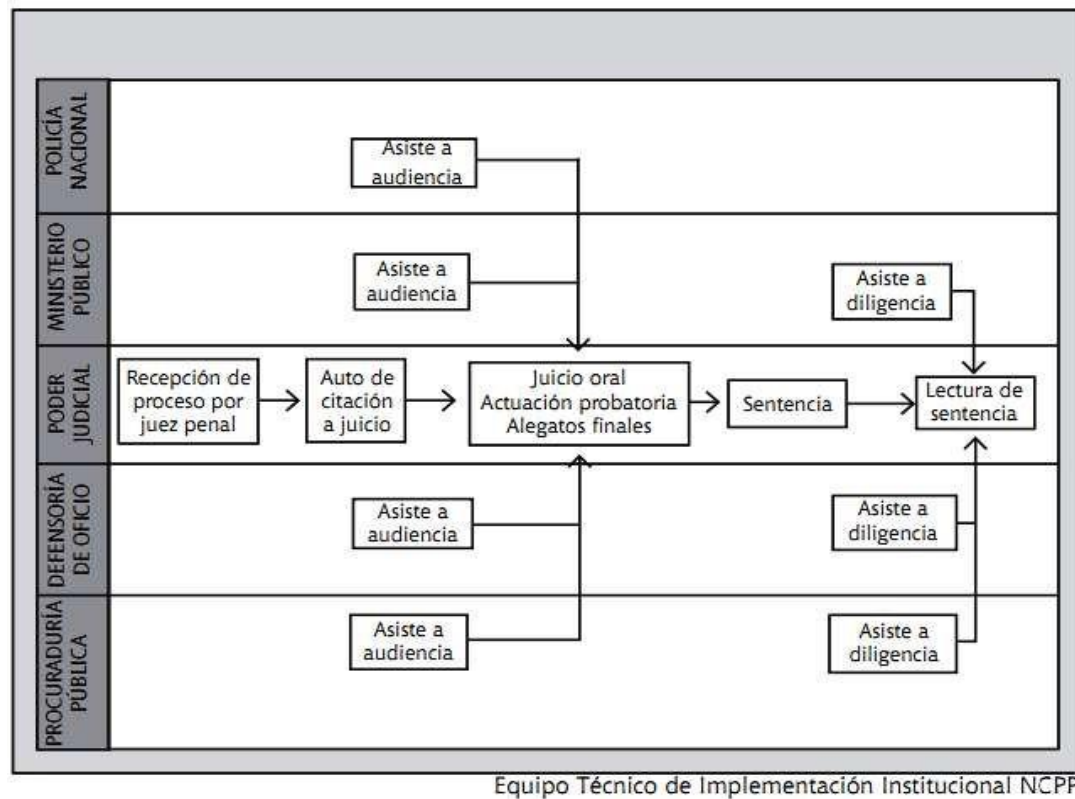 POLICÍA
NACIONAL
Asiste a
audiencia
MINISTERIO
PÚBLICO
Asiste a
audiencia
Asiste a
diligencia
PODER
JUDICIAL
Recepción de
proceso por
juez penal
Auto de
citación
a juicio
Juicio oral
Actuación probatoria
Alegatos finales
Sentencia
Lectura de
sentencia
DEFENSORÍA
DE OFICIO
Asiste a
audiencia
Asiste a
diligencia
PROCURADURÍA
PÚBLICA
Asiste a
audiencia
Asiste a
diligencia
Equipo Técnico de Implementación Institucional NCPP